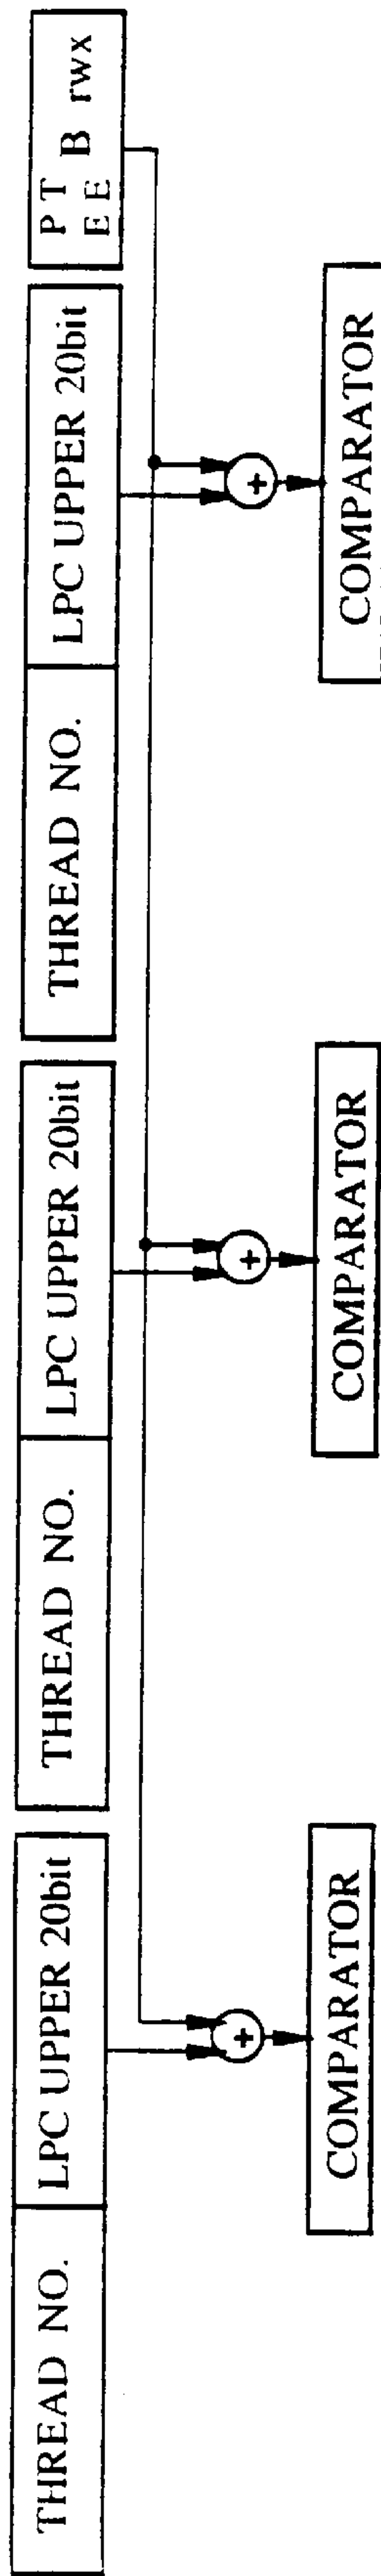 THREAD NO. LPC UPPER 20bit THREAD NO. LPC UPPER 20bit THREAD NO. LPC UPPER 20bit
P T
E E B rwx
+ + +
COMPARATOR COMPARATOR COMPARATOR